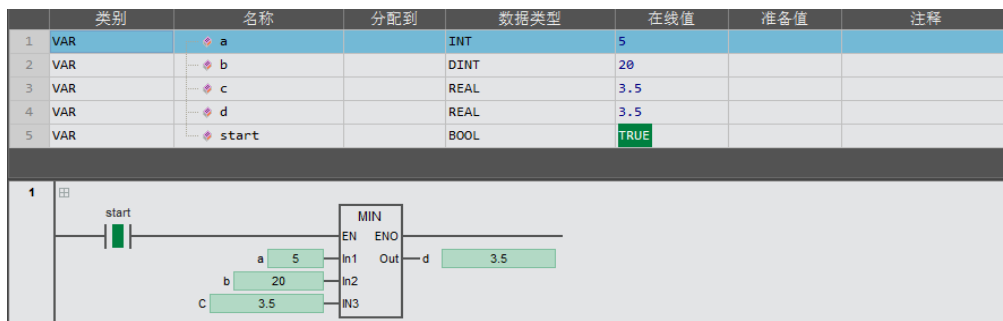 类别 名称 分配到 数据类型 在线值 准备值 注释
1 VAR a INT 5
2 VAR b DINT 20
3 VAR c REAL 3.5
4 VAR d REAL 3.5
5 VAR start BOOL TRUE
1
start
MIN
EN ENO
a 5 In1 Out d 3.5
b 20 In2
C 3.5 IN3